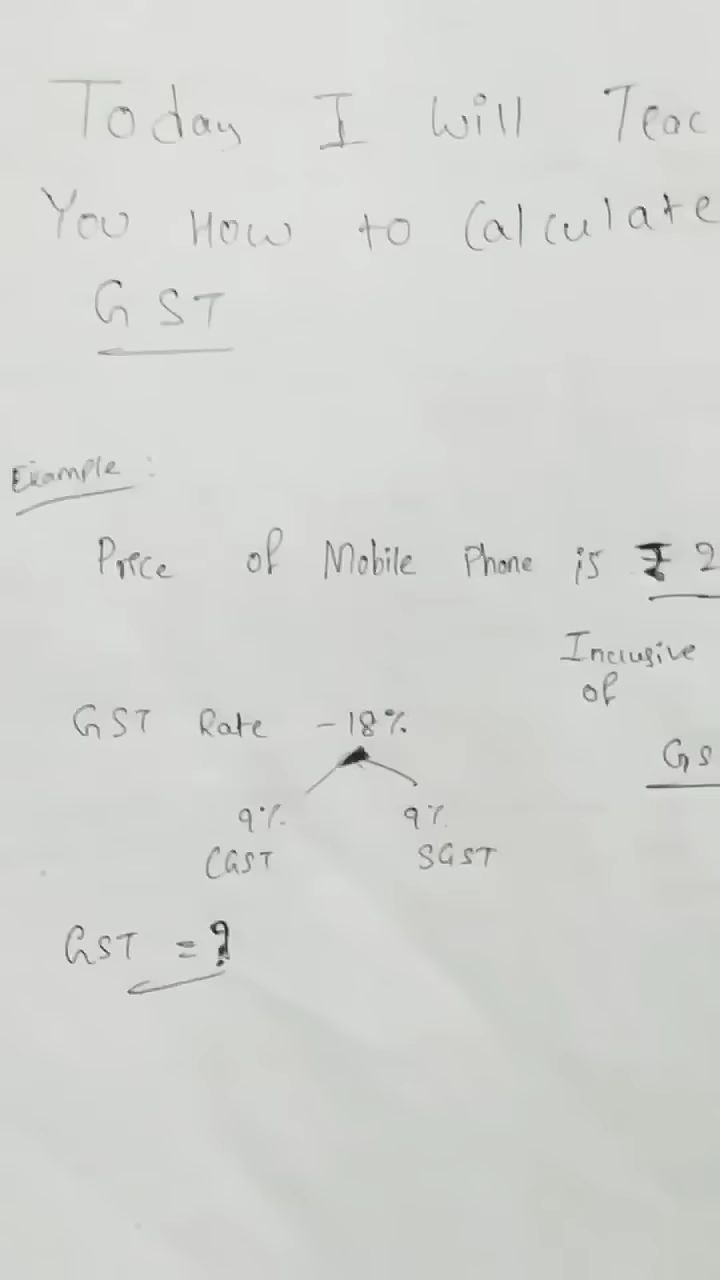 Today I will Teac
You How to Calculate
GST
Example :
Price of Mobile Phone is ₹ 2
Inclusive
of
GST Rate - 18%
GS
9% 9%
CGST SGST
GST = ?